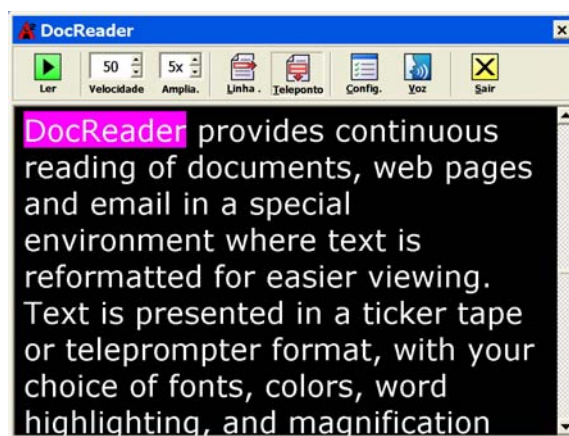 DocReader
50
5x
Ler
Velocidade
Amplia.
Linha .
Teleponto
Config.
Voz
Sair
DocReader provides continuous
reading of documents, web pages
and email in a special
environment where text is
reformatted for easier viewing.
Text is presented in a ticker tape
or teleprompter format, with your
choice of fonts, colors, word
highlighting, and magnification